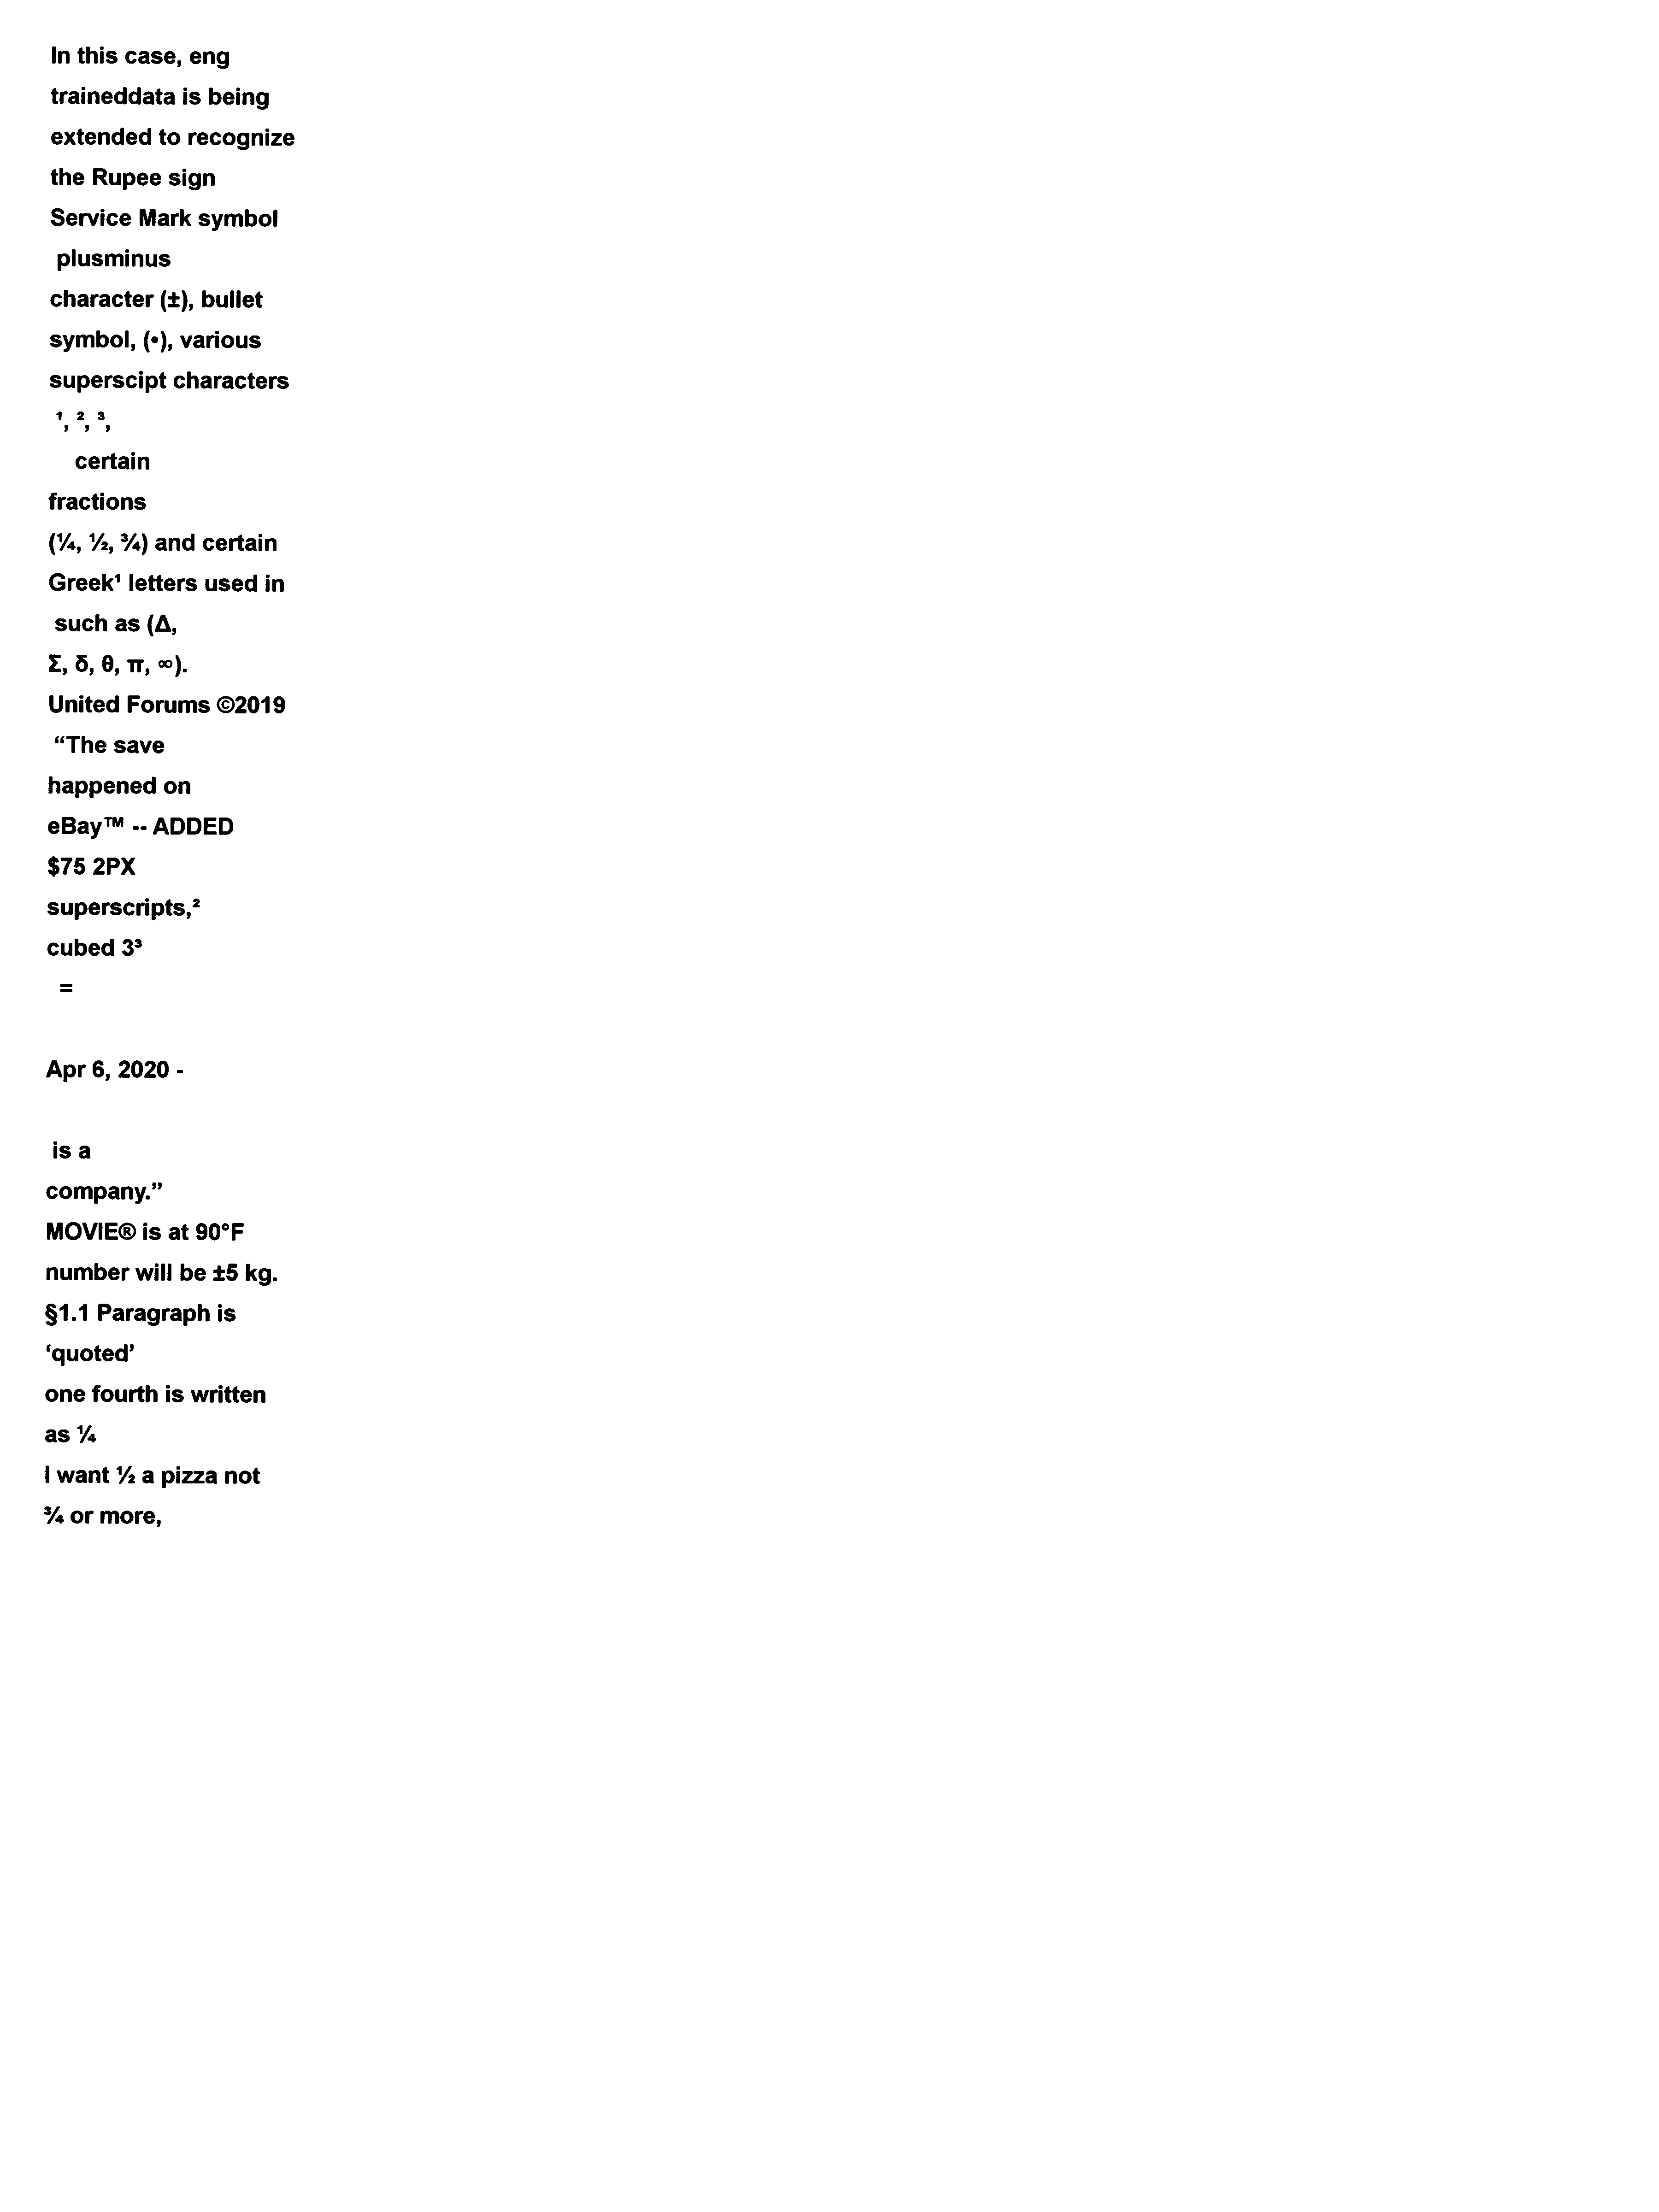 In this case, eng
traineddata is being
extended to recognize
the Rupee sign
Service Mark symbol
plusminus
character (±), bullet
symbol, (•), various
superscipt characters
¹, ², ³,
certain
fractions
(¼, ½, ¾) and certain
Greek¹ letters used in
such as (Δ,
Σ, δ, θ, π, ∞).
United Forums ©2019
“The save
happened on
eBay™ -- ADDED
$75 2PX
superscripts,²
cubed 3³
=
Apr 6, 2020 -
is a
company.”
MOVIE® is at 90°F
number will be ±5 kg.
§1.1 Paragraph is
‘quoted’
one fourth is written
as ¼
I want ½ a pizza not
¾ or more,